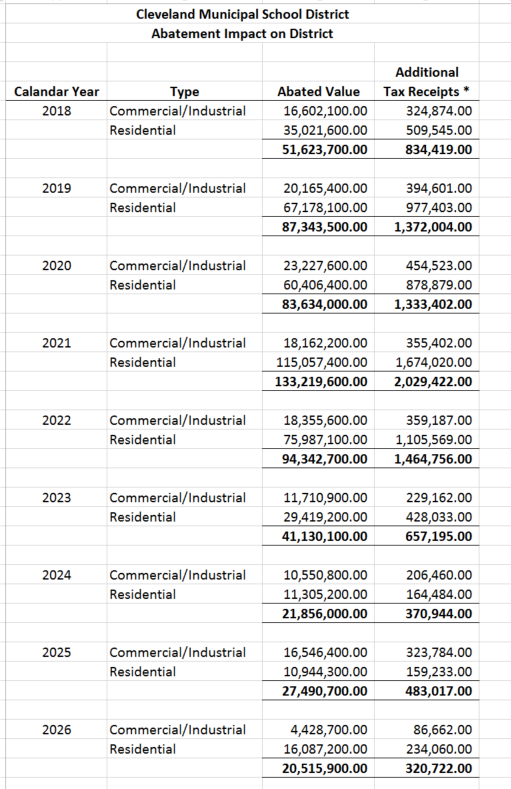 Cleveland Municipal School District
Abatement Impact on District
Additional
Calandar Year Type Abated Value Tax Receipts *
2018 Commercial/Industrial 16,602,100.00 324,874.00
Residential 35,021,600.00 509,545.00
51,623,700.00 834,419.00
2019 Commercial/Industrial 20,165,400.00 394,601.00
Residential 67,178,100.00 977,403.00
87,343,500.00 1,372,004.00
2020 Commercial/Industrial 23,227,600.00 454,523.00
Residential 60,406,400.00 878,879.00
83,634,000.00 1,333,402.00
2021 Commercial/Industrial 18,162,200.00 355,402.00
Residential 115,057,400.00 1,674,020.00
133,219,600.00 2,029,422.00
2022 Commercial/Industrial 18,355,600.00 359,187.00
Residential 75,987,100.00 1,105,569.00
94,342,700.00 1,464,756.00
2023 Commercial/Industrial 11,710,900.00 229,162.00
Residential 29,419,200.00 428,033.00
41,130,100.00 657,195.00
2024 Commercial/Industrial 10,550,800.00 206,460.00
Residential 11,305,200.00 164,484.00
21,856,000.00 370,944.00
2025 Commercial/Industrial 16,546,400.00 323,784.00
Residential 10,944,300.00 159,233.00
27,490,700.00 483,017.00
2026 Commercial/Industrial 4,428,700.00 86,662.00
Residential 16,087,200.00 234,060.00
20,515,900.00 320,722.00